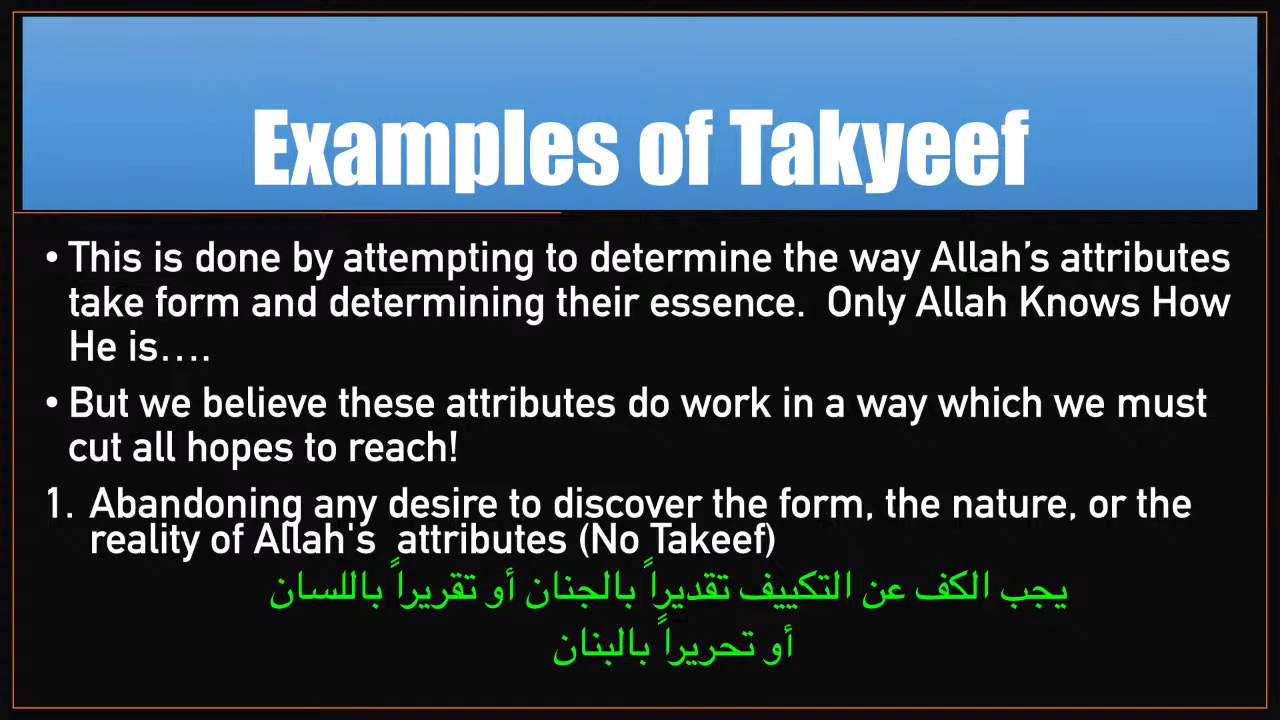 Examples of Takyeef
• This is done by attempting to determine the way Allah’s attributes
take form and determining their essence.  Only Allah Knows How
He is….
• But we believe these attributes do work in a way which we must
cut all hopes to reach!
1. Abandoning any desire to discover the form, the nature, or the
reality of Allah's  attributes (No Takeef)
يجب الكف عن التكييف تقديراً بالجنان أو تقريراً باللسان
أو تحريراً بالبنان